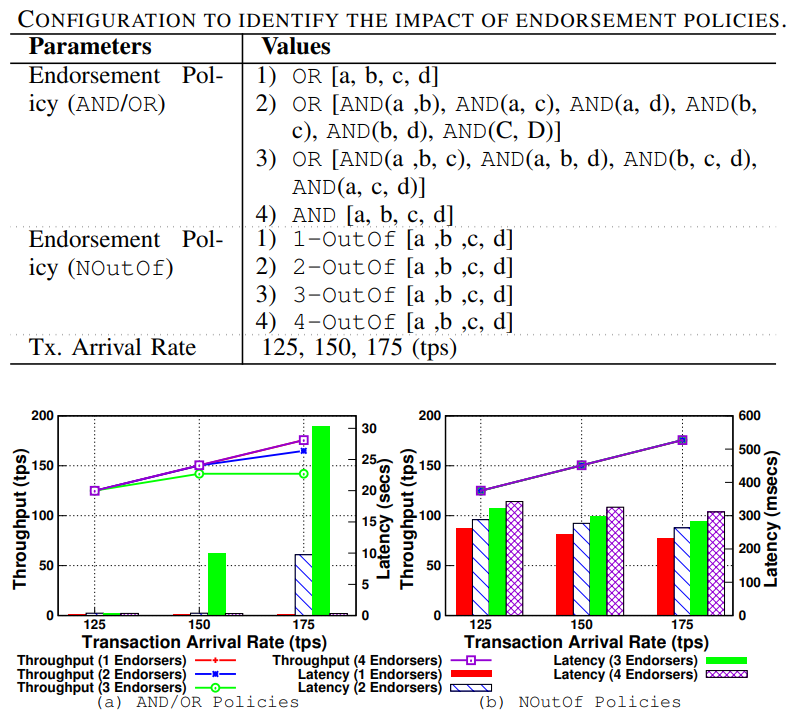 CONFIGURATION TO IDENTIFY THE IMPACT OF ENDORSEMENT POLICIES.
Parameters Values
Endorsement Pol-
icy (AND/OR)
1) OR [a, b, c, d]
2) OR [AND(a ,b), AND(a, c), AND(a, d), AND(b,
c), AND(b, d), AND(C, D)]
3) OR [AND(a ,b, c), AND(a, b, d), AND(b, c, d),
AND(a, c, d)]
4) AND [a, b, c, d]
Endorsement Pol-
icy (NOutOf)
1) 1-OutOf [a ,b ,c, d]
2) 2-OutOf [a ,b ,c, d]
3) 3-OutOf [a ,b ,c, d]
4) 4-OutOf [a ,b ,c, d]
Tx. Arrival Rate 125, 150, 175 (tps)
Throughput (tps)
200
150
100
50
0
125 150 175
Transaction Arrival Rate (tps)
30
25
20
15
10
5
0
Latency (secs)
Throughput (tps)
200
150
100
50
0
125 150 175
Transaction Arrival Rate (tps)
600
500
400
300
200
100
0
Latency (msecs)
Throughput (1 Endorsers)
Throughput (2 Endorsers)
Throughput (3 Endorsers)
Throughput (4 Endorsers)
Latency (1 Endorsers)
Latency (2 Endorsers)
Latency (3 Endorsers)
Latency (4 Endorsers)
(a) AND/OR Policies
(b) NOutOf Policies